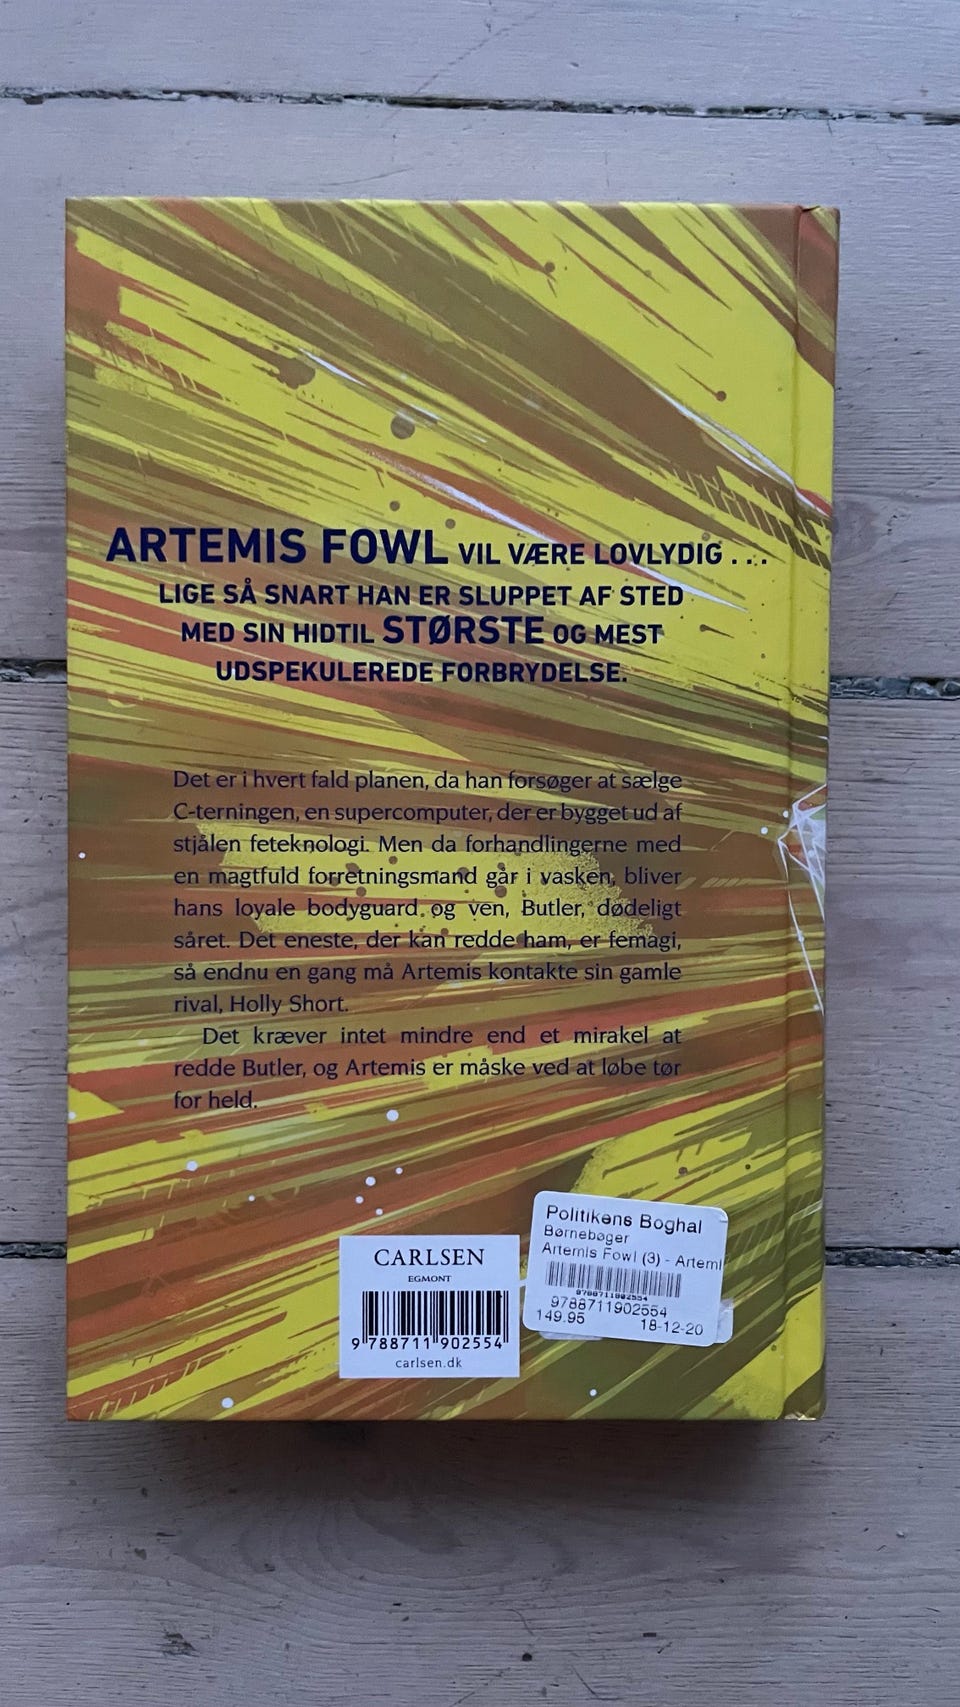 ARTEMIS FOWL VIL VÆRE LOVLYDIG . . .
LIGE SÅ SNART HAN ER SLUPPET AF STED
MED SIN HIDTIL STØRSTE OG MEST
UDSPEKULEREDE FORBRYDELSE.
Det er i hvert fald planen, da han forsøger at sælge
C-terningen, en supercomputer, der er bygget ud af
stjålen feteknologi. Men da forhandlingerne med
en magtfuld forretningsmand går i vasken, bliver
hans loyale bodyguard og ven, Butler, dødeligt
såret. Det eneste, der kan redde ham, er femagi,
så endnu en gang må Artemis kontakte sin gamle
rival, Holly Short.
Det kræver intet mindre end et mirakel at
redde Butler, og Artemis er måske ved at løbe tør
for held.
CARLSEN
EGMONT
9 788711 902554
carlsen.dk
Politikens Boghal
Børnebøger
Artemis Fowl (3) - Artemi
9788711902554
9788711902554
149.95 18-12-20